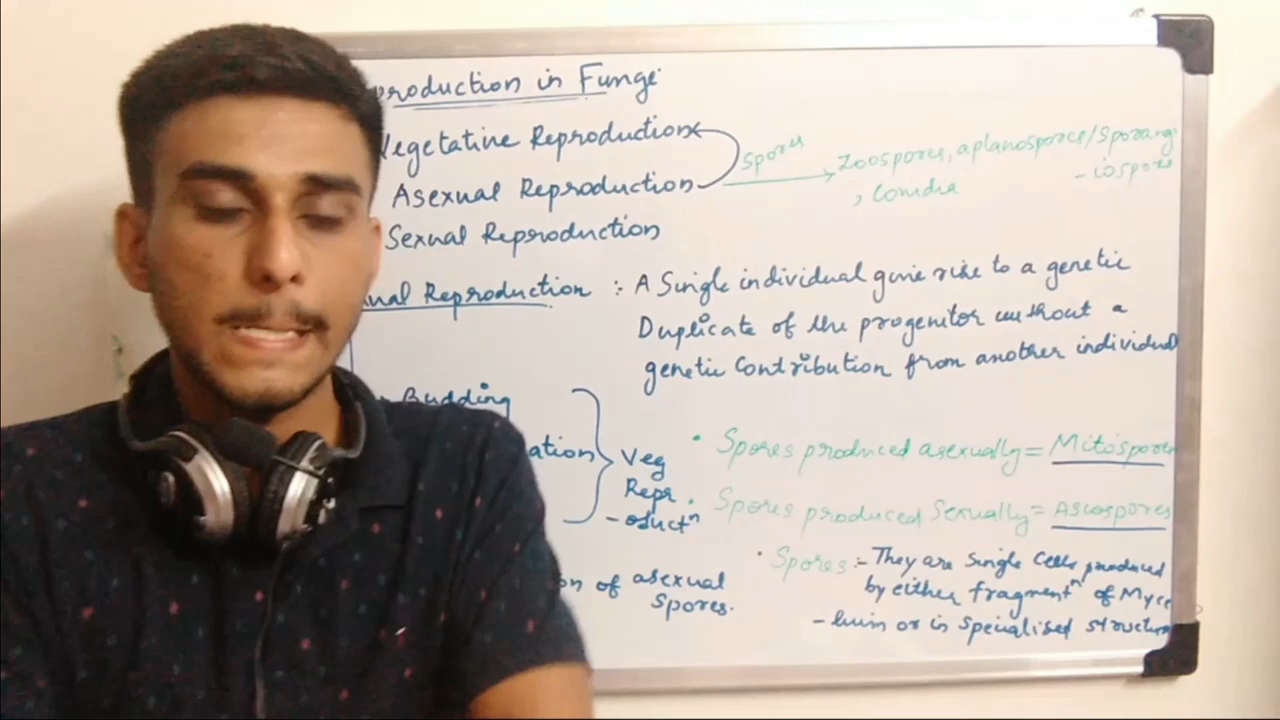 production in Fungi
Vegetative Reproduction
Asexual Reproduction
Spores
Zoospores, aplanospores/Sporang
-iospores
, Conidia
Sexual Reproduction
xual Reproduction :- A Single individual give rise to a genetic
Duplicate of the progenitor without a
genetic Contribution from another individual
Budding
ation
Veg
Repr
-oductⁿ
• Spores produced asexually = Mitospores
• Spores produced Sexually = Ascospores
on of asexual
Spores.
• Spores :- They are Single Cells produced
by either fragmentⁿ of Myce
-lium or in specialised structure